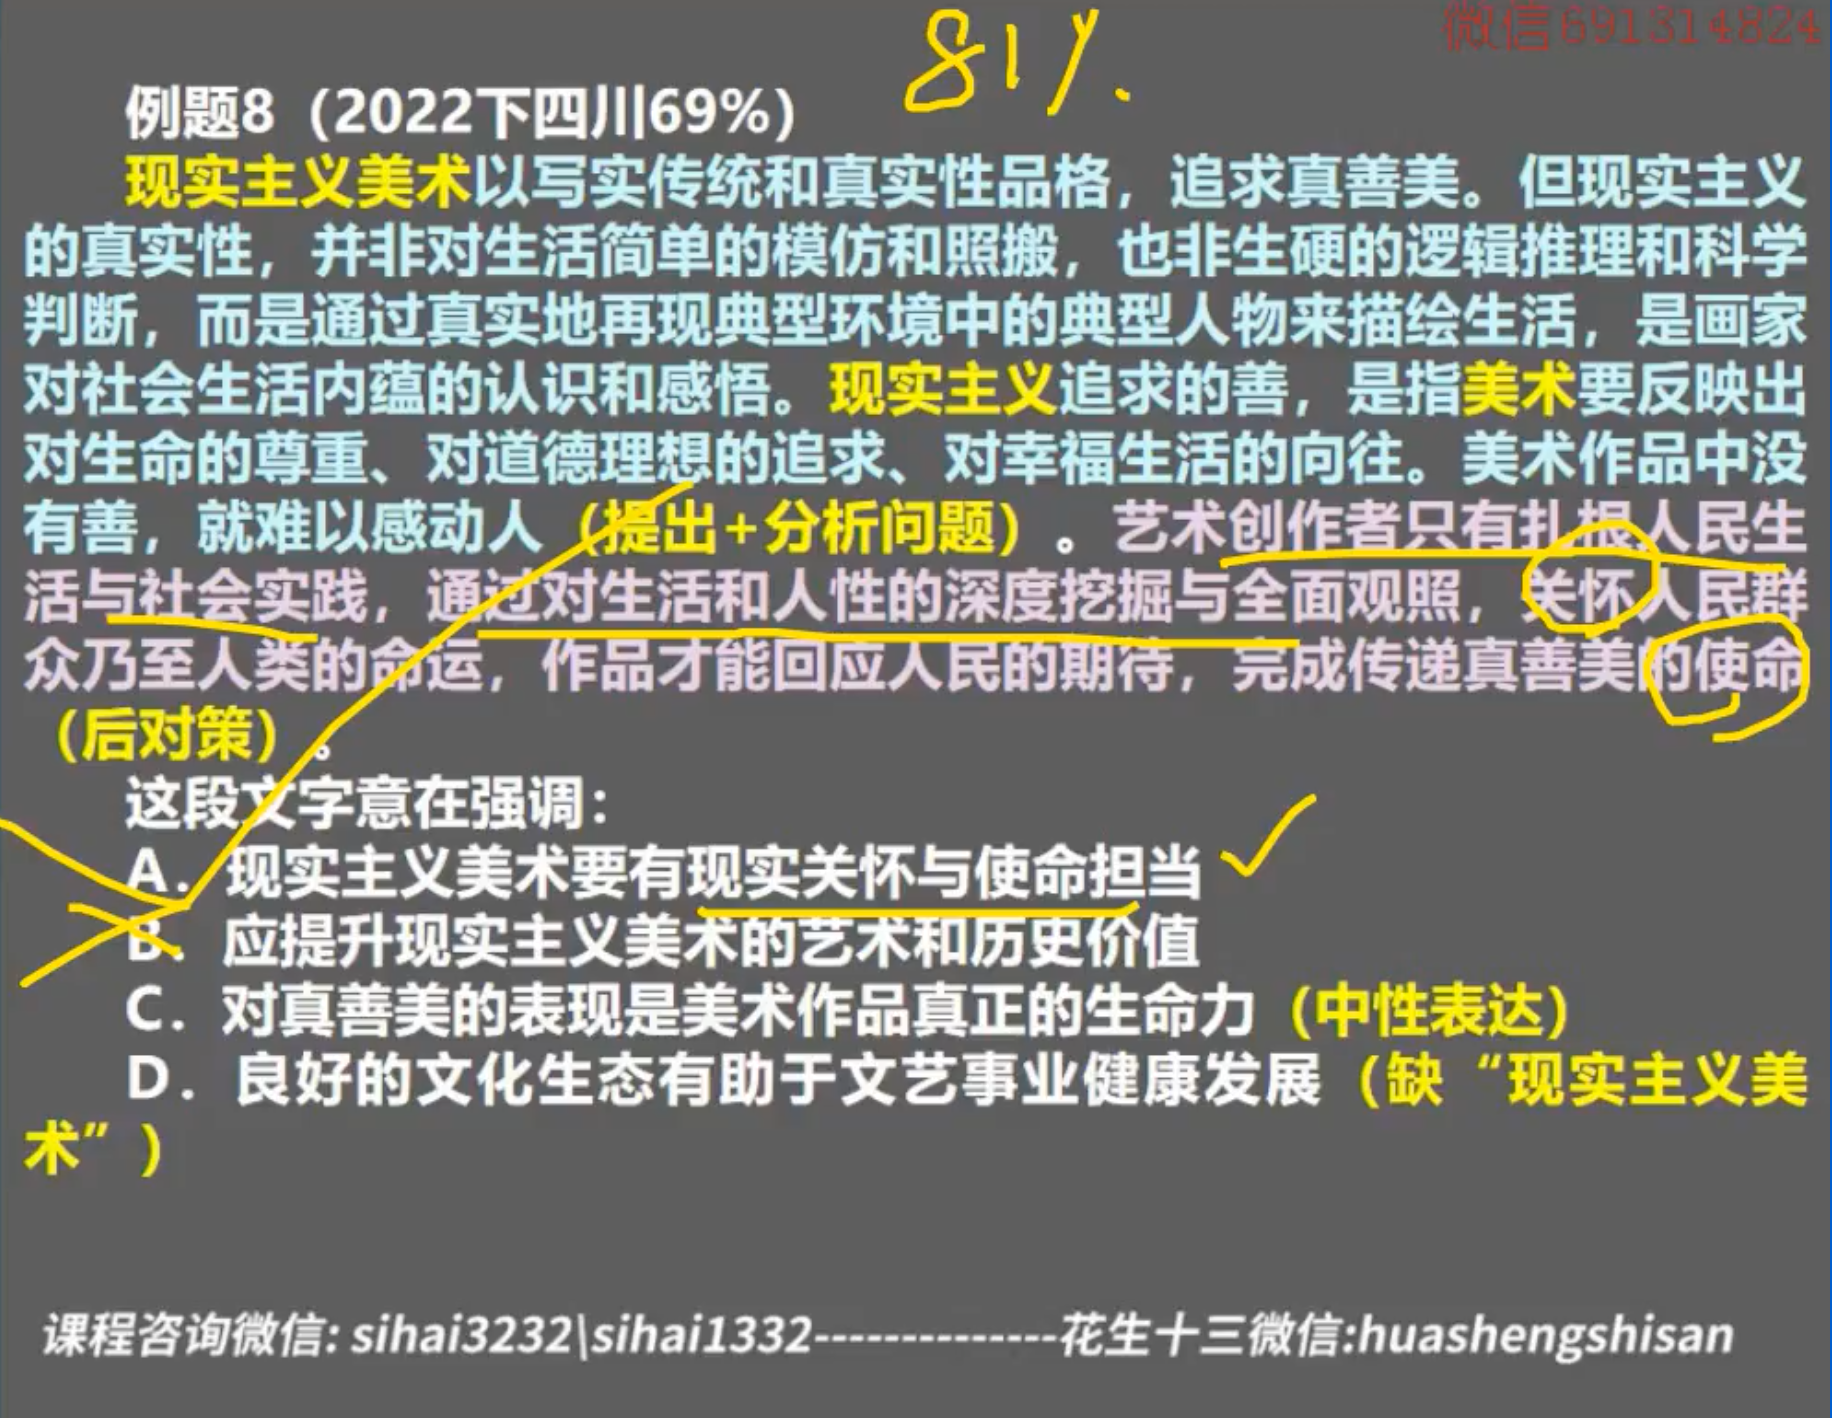 微信691314824
81%.
例题8（2022下四川69%）
现实主义美术以写实传统和真实性品格，追求真善美。但现实主义
的真实性，并非对生活简单的模仿和照搬，也非生硬的逻辑推理和科学
判断，而是通过真实地再现典型环境中的典型人物来描绘生活，是画家
对社会生活内蕴的认识和感悟。现实主义追求的善，是指美术要反映出
对生命的尊重、对道德理想的追求、对幸福生活的向往。美术作品中没
有善，就难以感动人（提出+分析问题）。艺术创作者只有扎根人民生
活与社会实践，通过对生活和人性的深度挖掘与全面观照，关怀人民群
众乃至人类的命运，作品才能回应人民的期待，完成传递真善美的使命
（后对策）。
这段文字意在强调：
A．现实主义美术要有现实关怀与使命担当
B．应提升现实主义美术的艺术和历史价值
C．对真善美的表现是美术作品真正的生命力（中性表达）
D．良好的文化生态有助于文艺事业健康发展（缺“现实主义美
术”）
课程咨询微信: sihai3232\sihai1332--------------花生十三微信:huashengshisan